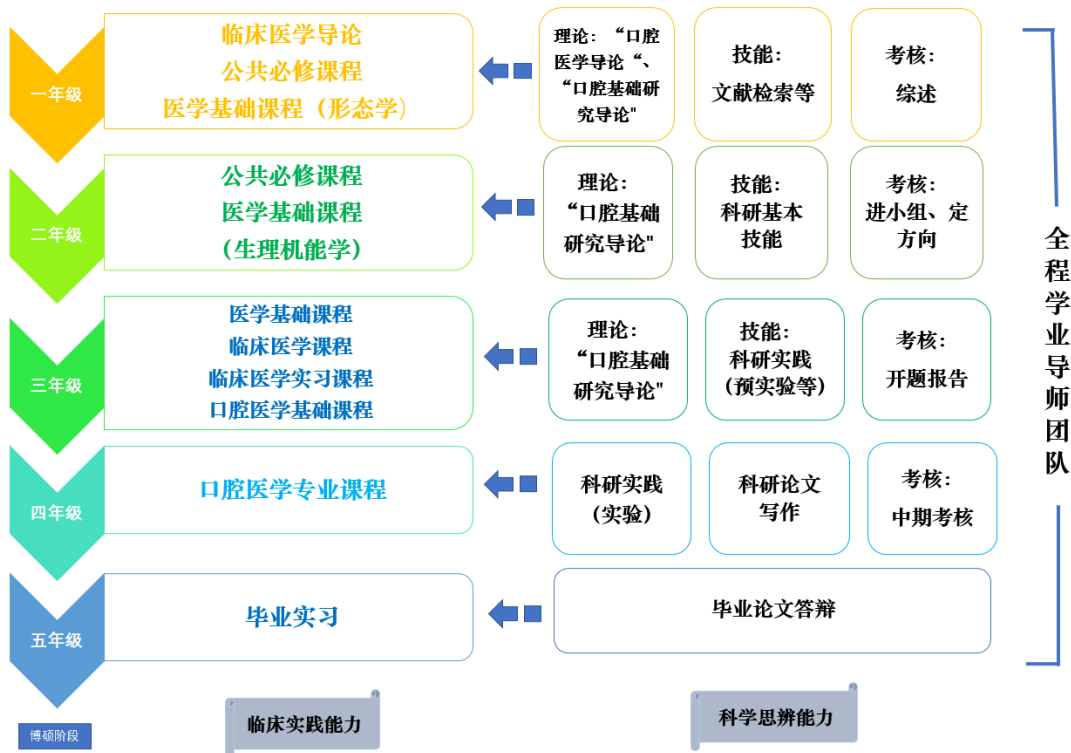 一年级
临床医学导论
公共必修课程
医学基础课程（形态学）
理论：“口腔
医学导论“、
“口腔基础研
究导论"
技能：
文献检索等
考核：
综述
二年级
公共必修课程
医学基础课程
（生理机能学）
理论：
“口腔基础
研究导论"
技能：
科研基本
技能
考核：
进小组、定
方向
三年级
医学基础课程
临床医学课程
临床医学实习课程
口腔医学基础课程
理论：
“口腔基础
研究导论"
技能：
科研实践
（预实验等）
考核：
开题报告
四年级
口腔医学专业课程
科研实践
（实验）
科研论文
写作
考核：
中期考核
五年级
毕业实习
毕业论文答辩
全程学业导师团队
博硕阶段
临床实践能力
科学思辨能力